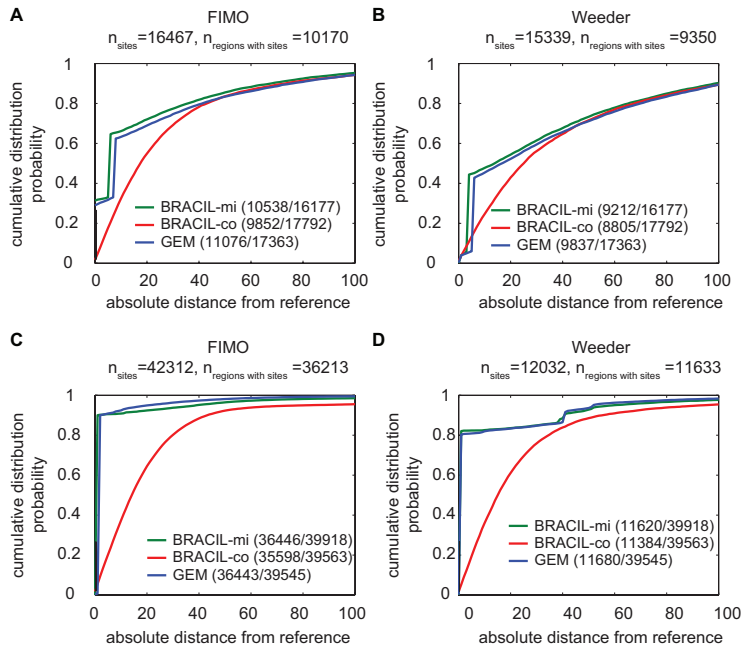 A
FIMO
n_sites=16467, n_regions with sites =10170
cumulative distribution
probability
1
0.8
0.6
0.4
0.2
0
BRACIL-mi (10538/16177)
BRACIL-co (9852/17792)
GEM (11076/17363)
0 20 40 60 80 100
absolute distance from reference
B
Weeder
n_sites=15339, n_regions with sites =9350
cumulative distribution
probability
1
0.8
0.6
0.4
0.2
0
BRACIL-mi (9212/16177)
BRACIL-co (8805/17792)
GEM (9837/17363)
0 20 40 60 80 100
absolute distance from reference
C
FIMO
n_sites=42312, n_regions with sites =36213
cumulative distribution
probability
1
0.8
0.6
0.4
0.2
0
BRACIL-mi (36446/39918)
BRACIL-co (35598/39563)
GEM (36443/39545)
0 20 40 60 80 100
absolute distance from reference
D
Weeder
n_sites=12032, n_regions with sites =11633
cumulative distribution
probability
1
0.8
0.6
0.4
0.2
0
BRACIL-mi (11620/39918)
BRACIL-co (11384/39563)
GEM (11680/39545)
0 20 40 60 80 100
absolute distance from reference